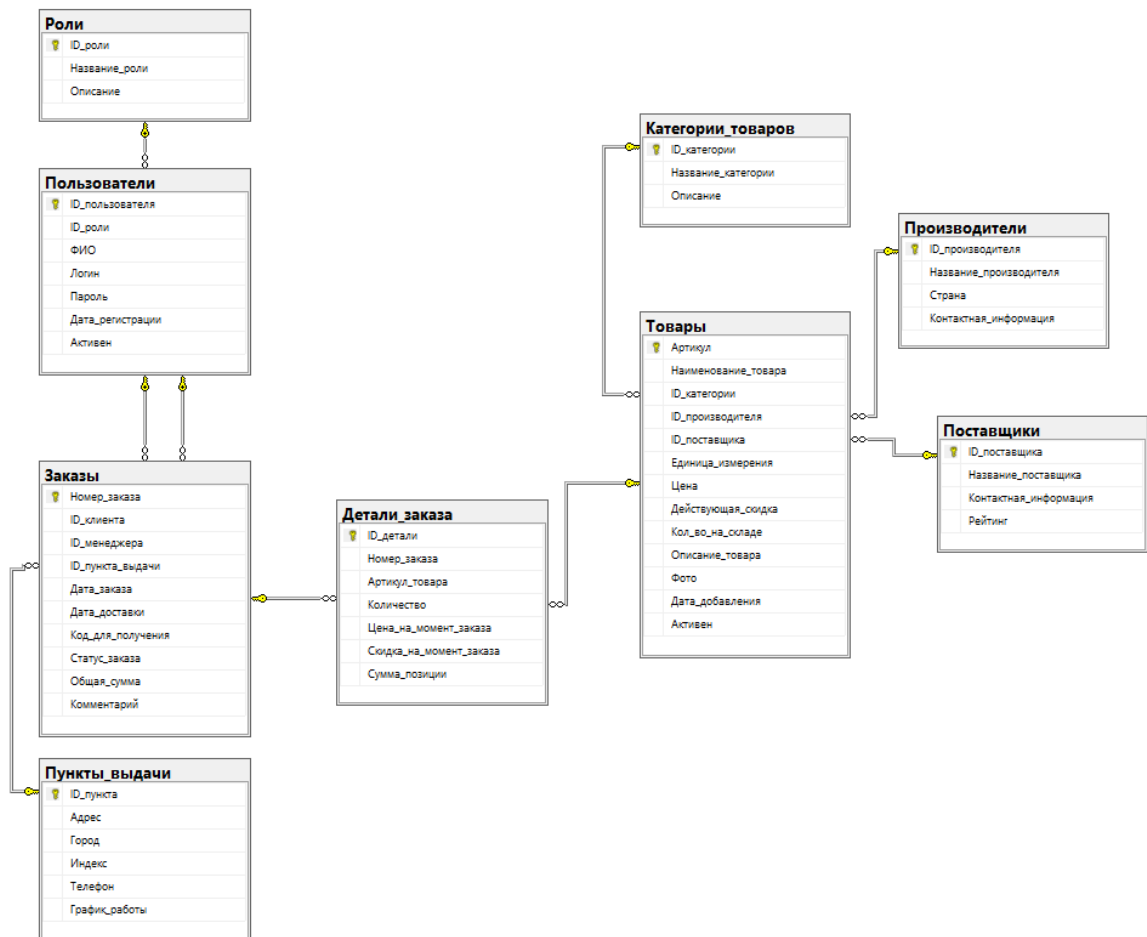 Роли
ID_роли
Название_роли
Описание
Пользователи
ID_пользователя
ID_роли
ФИО
Логин
Пароль
Дата_регистрации
Активен
Заказы
Номер_заказа
ID_клиента
ID_менеджера
ID_пункта_выдачи
Дата_заказа
Дата_доставки
Код_для_получения
Статус_заказа
Общая_сумма
Комментарий
Пункты_выдачи
ID_пункта
Адрес
Город
Индекс
Телефон
График_работы
Детали_заказа
ID_детали
Номер_заказа
Артикул_товара
Количество
Цена_на_момент_заказа
Скидка_на_момент_заказа
Сумма_позиции
Категории_товаров
ID_категории
Название_категории
Описание
Товары
Артикул
Наименование_товара
ID_категории
ID_производителя
ID_поставщика
Единица_измерения
Цена
Действующая_скидка
Кол_во_на_складе
Описание_товара
Фото
Дата_добавления
Активен
Производители
ID_производителя
Название_производителя
Страна
Контактная_информация
Поставщики
ID_поставщика
Название_поставщика
Контактная_информация
Рейтинг